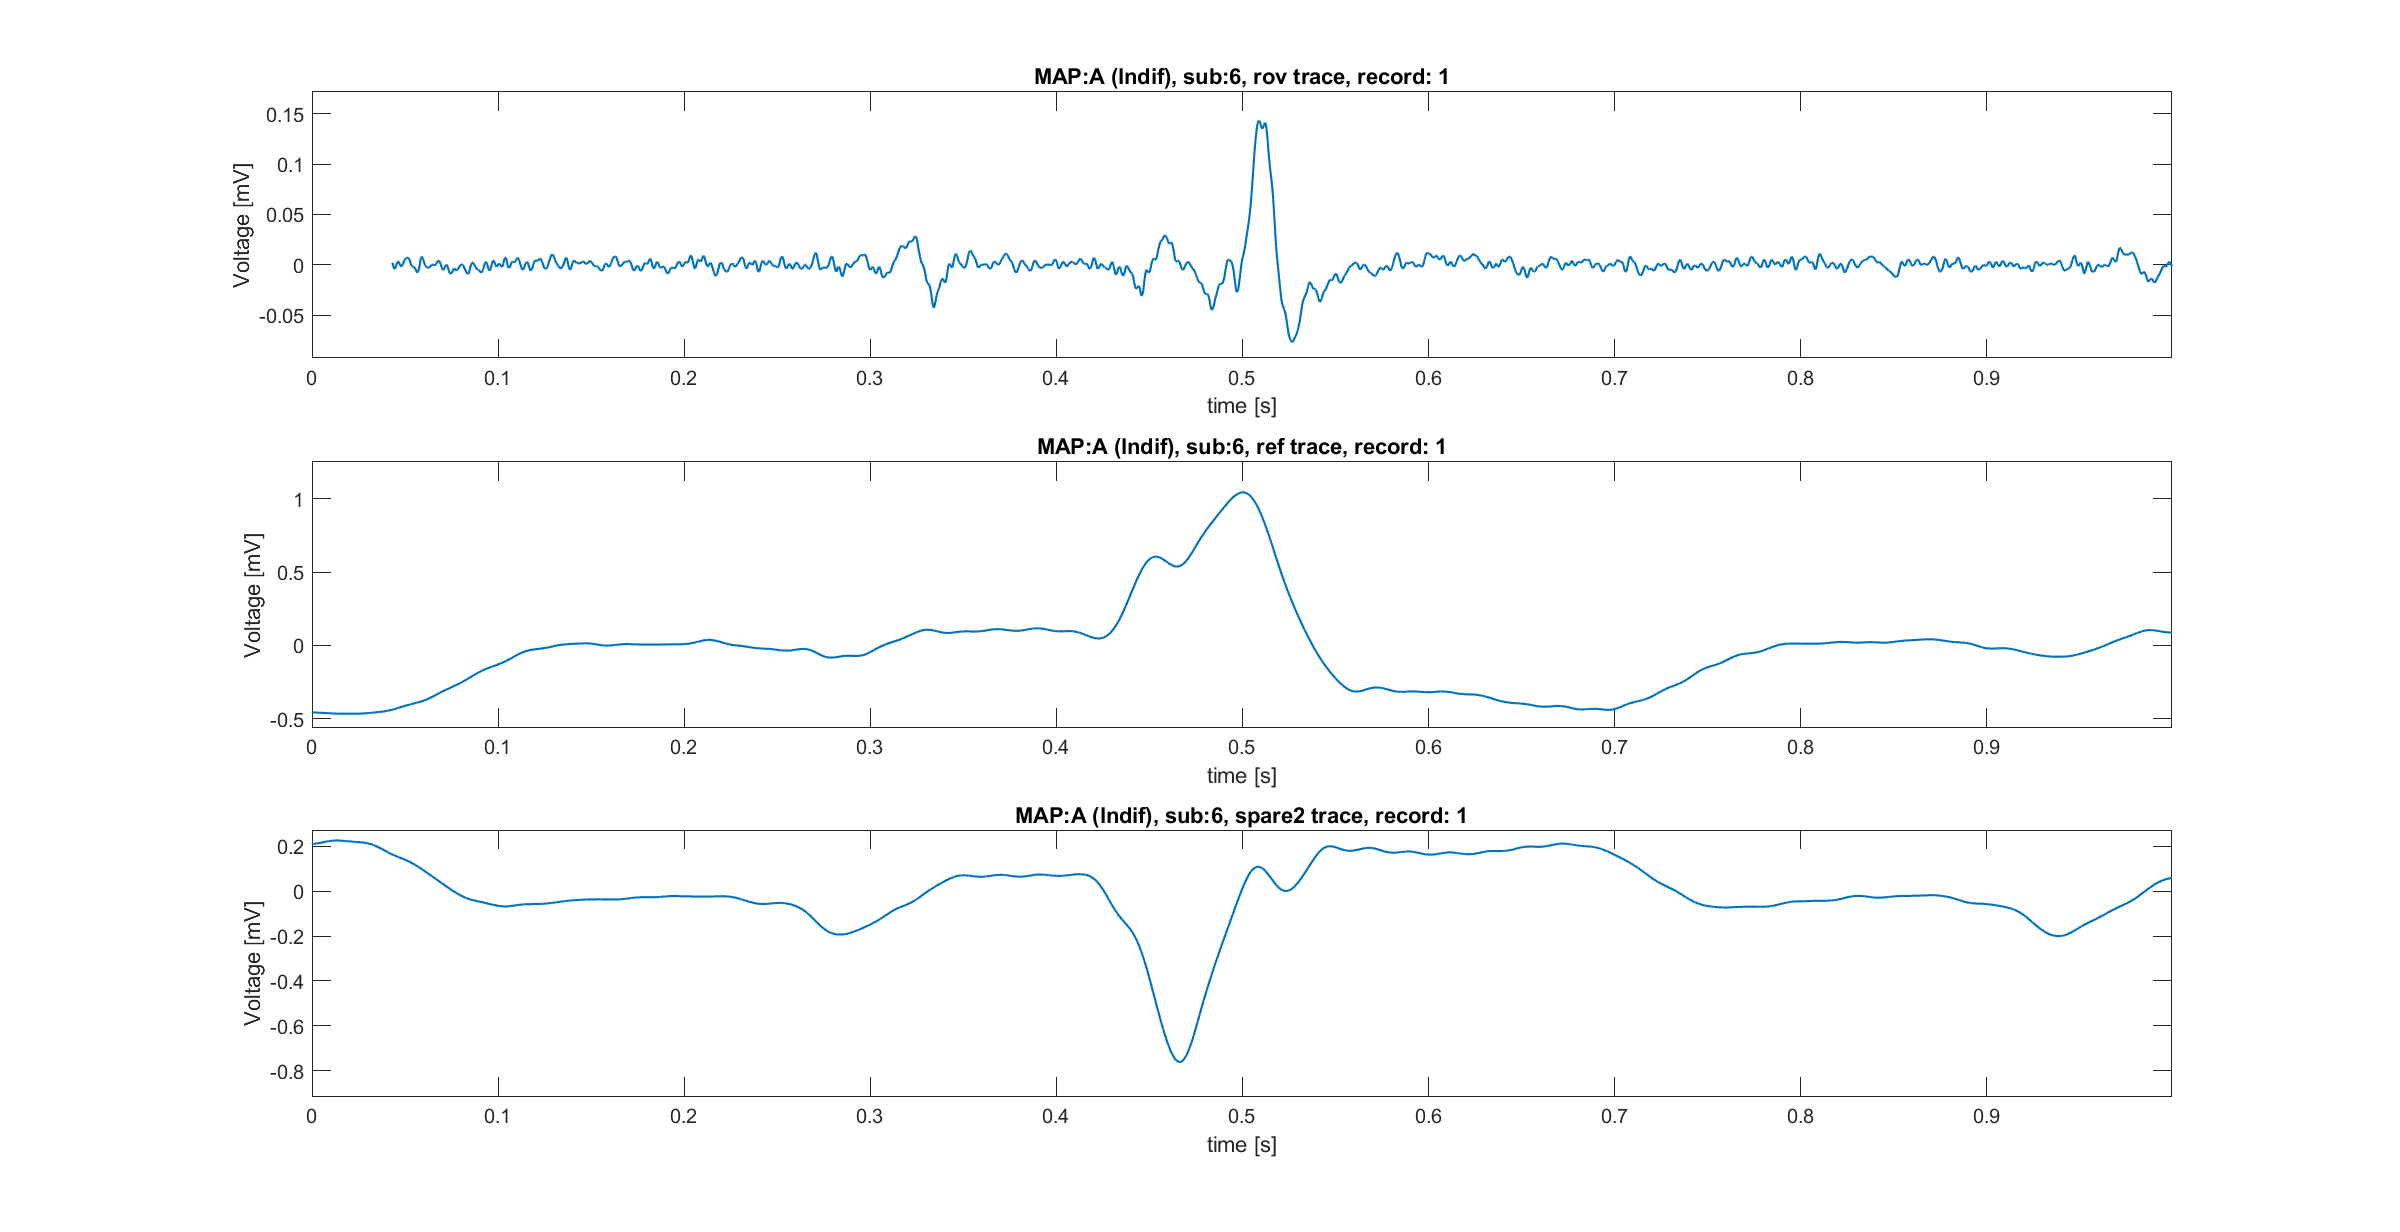 MAP:A (Indif), sub:6, rov trace, record: 1
Voltage [mV]
0.15
0.1
0.05
0
-0.05
0 0.1 0.2 0.3 0.4 0.5 0.6 0.7 0.8 0.9
time [s]
MAP:A (Indif), sub:6, ref trace, record: 1
Voltage [mV]
1
0.5
0
-0.5
0 0.1 0.2 0.3 0.4 0.5 0.6 0.7 0.8 0.9
time [s]
MAP:A (Indif), sub:6, spare2 trace, record: 1
Voltage [mV]
0.2
0
-0.2
-0.4
-0.6
-0.8
0 0.1 0.2 0.3 0.4 0.5 0.6 0.7 0.8 0.9
time [s]